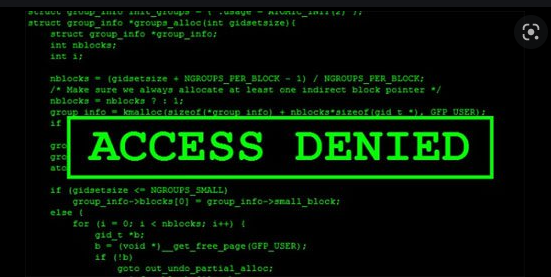 struct group_info init_groups = { .usage = ATOMIC_INIT(2) };
struct group_info *groups_alloc(int gidsetsize){
struct group_info *group_info;
int nblocks;
int i;
nblocks = (gidsetsize + NGROUPS_PER_BLOCK - 1) / NGROUPS_PER_BLOCK;
/* Make sure we always allocate at least one indirect block pointer */
nblocks = nblocks ? : 1;
group_info = kmalloc(sizeof(*group_info) + nblocks*sizeof(gid_t *), GFP_USER);
if
ACCESS DENIED
gro
gro
ato
if (gidsetsize <= NGROUPS_SMALL)
group_info->blocks[0] = group_info->small_block;
else {
for (i = 0; i < nblocks; i++) {
gid_t *b;
b = (void *)__get_free_page(GFP_USER);
if (!b)
goto out_undo_partial_alloc;